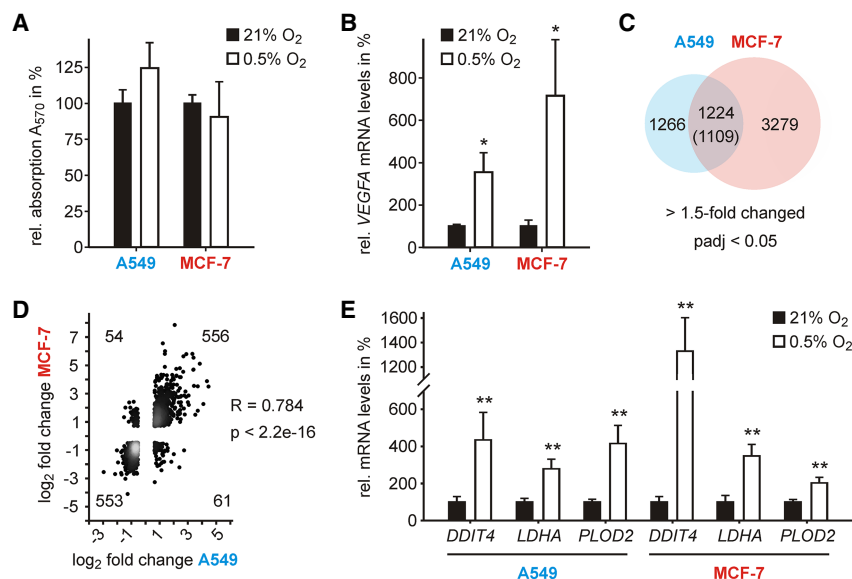 A
rel. absorption A570 in %
125
100
75
50
25
0
21% O2
0.5% O2
A549 MCF-7
B
rel. VEGFA mRNA levels in %
800
600
400
200
0
21% O2
0.5% O2
*
*
A549 MCF-7
C
A549 MCF-7
1266
1224
(1109)
3279
> 1.5-fold changed
padj < 0.05
D
log2 fold change MCF-7
7
5
3
1
-1
-3
-5
54
556
553
61
R = 0.784
p < 2.2e-16
-3 -1 1 3 5
log2 fold change A549
E
rel. mRNA levels in %
1600
1400
1200
600
400
200
0
21% O2
0.5% O2
**
**
**
**
**
**
DDIT4 LDHA PLOD2 DDIT4 LDHA PLOD2
A549 MCF-7